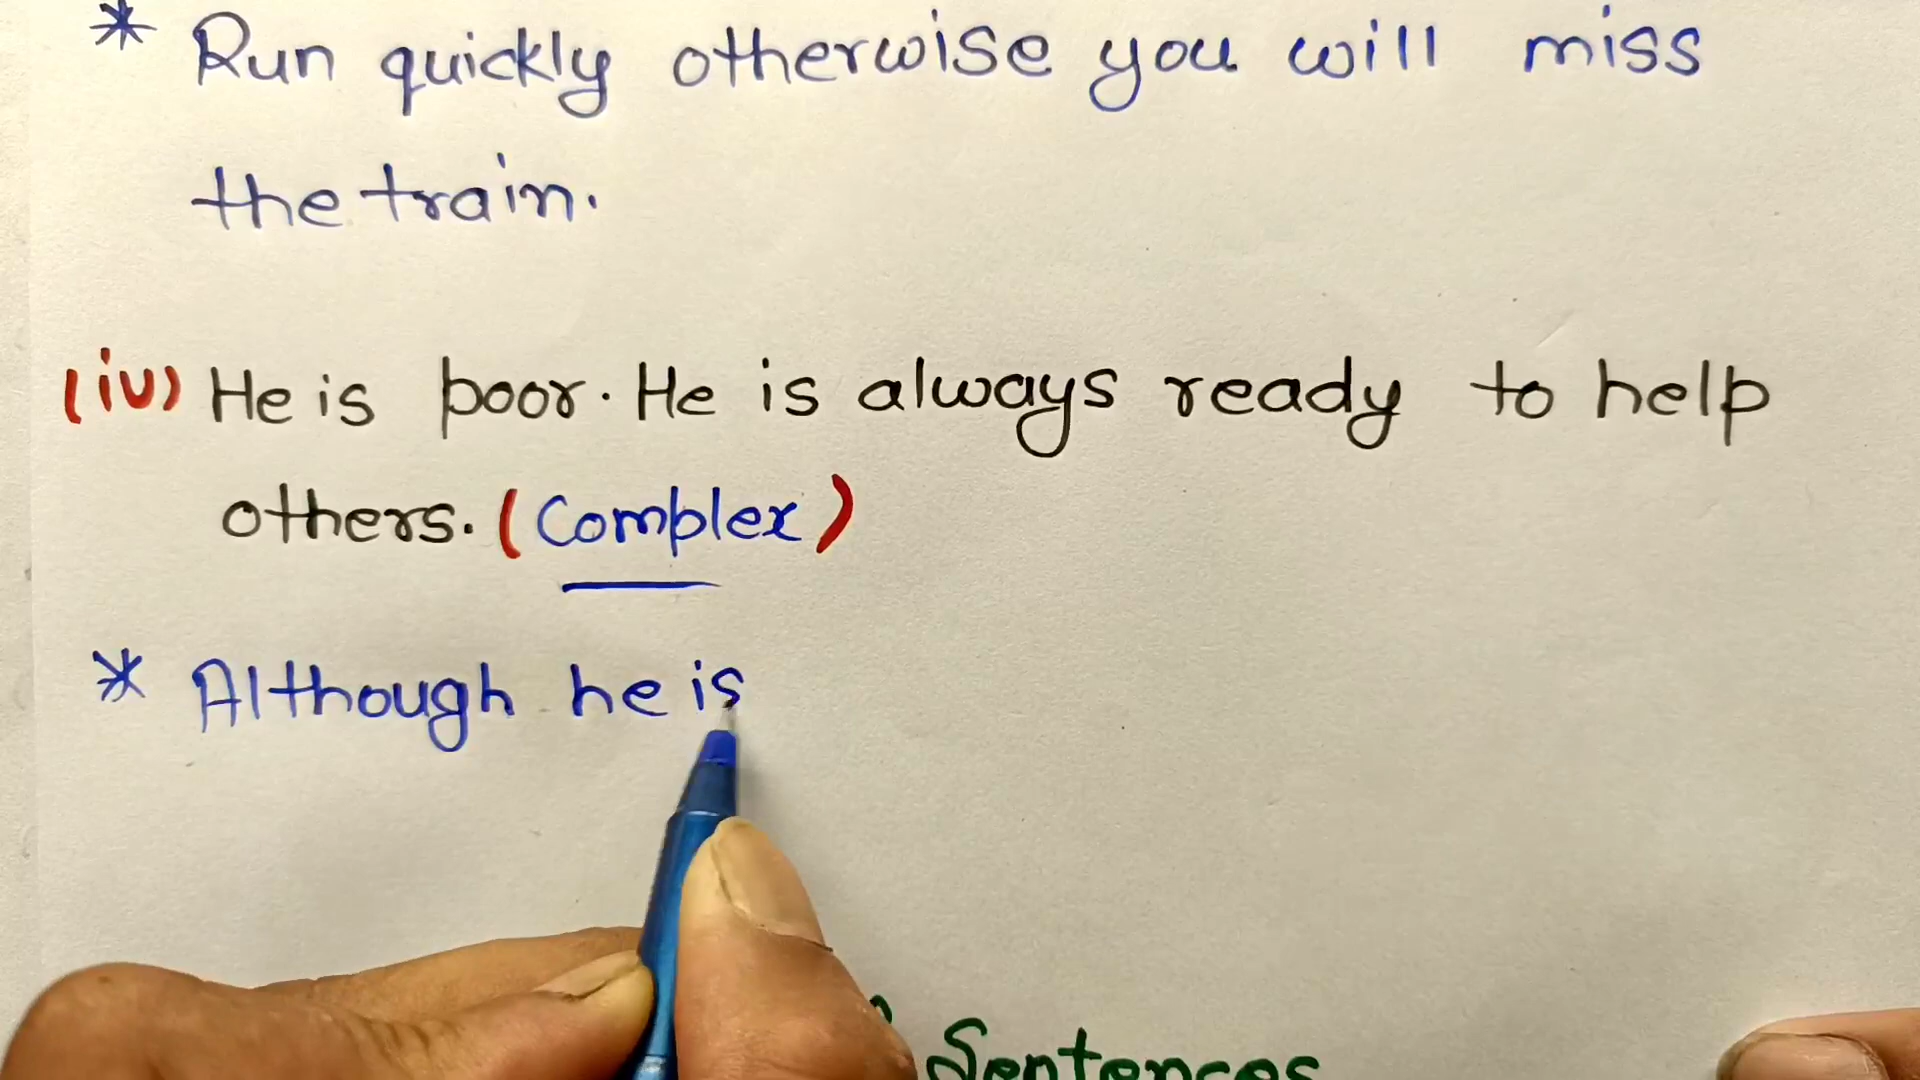 * Run quickly otherwise you will miss
the train.
(iv) He is poor. He is always ready to help
others. (Complex)
* Although he is
Sentences